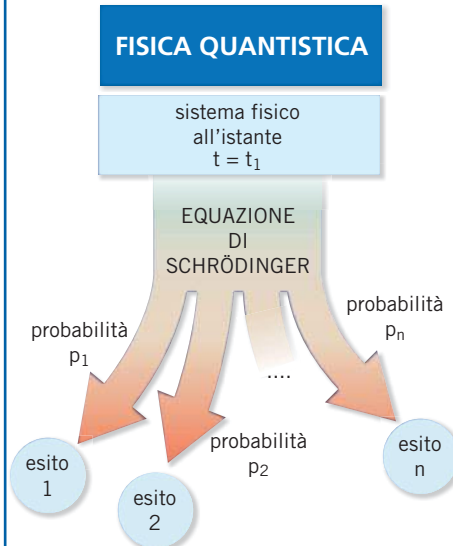 FISICA QUANTISTICA
sistema fisico
all'istante
t = t₁
EQUAZIONE
DI
SCHRÖDINGER
probabilità
p₁
probabilità
pₙ
....
probabilità
p₂
esito
1
esito
2
esito
n